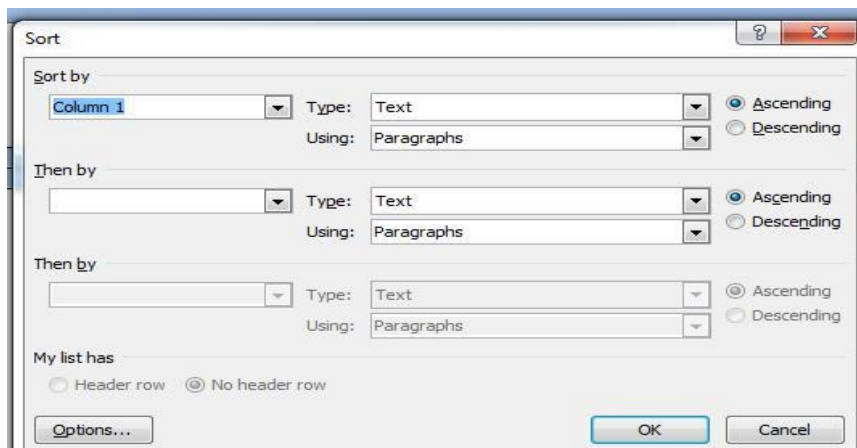 Sort
Sort by
Column 1 Type: Text Ascending
Using: Paragraphs Descending
Then by
Type: Text Ascending
Using: Paragraphs Descending
Then by
Type: Text Ascending
Using: Paragraphs Descending
My list has
Header row No header row
Options... OK Cancel